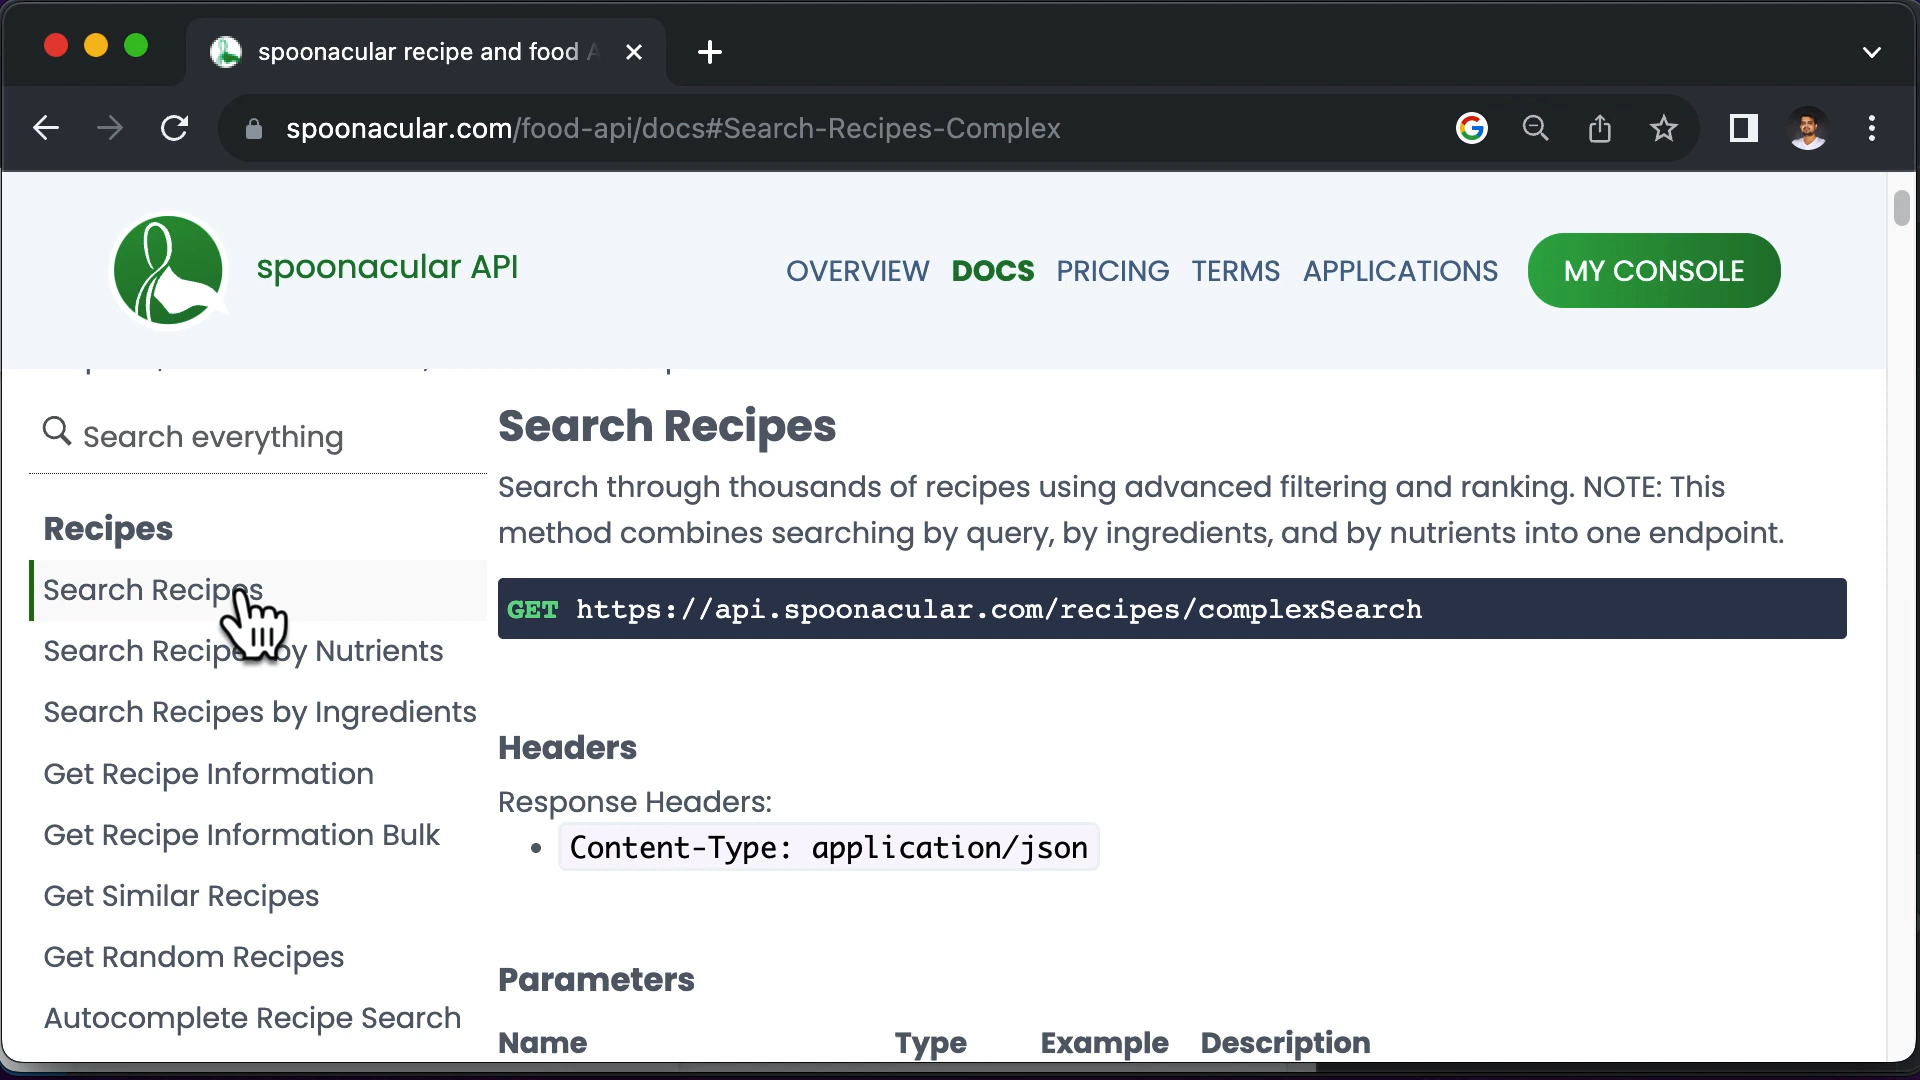 spoonacular recipe and food A
spoonacular.com/food-api/docs#Search-Recipes-Complex
spoonacular API
OVERVIEW DOCS PRICING TERMS APPLICATIONS MY CONSOLE
Search everything
Recipes
Search Recipes
Search Recipes by Nutrients
Search Recipes by Ingredients
Get Recipe Information
Get Recipe Information Bulk
Get Similar Recipes
Get Random Recipes
Autocomplete Recipe Search
Search Recipes
Search through thousands of recipes using advanced filtering and ranking. NOTE: This
method combines searching by query, by ingredients, and by nutrients into one endpoint.
GET https://api.spoonacular.com/recipes/complexSearch
Headers
Response Headers:
• Content-Type: application/json
Parameters
Name Type Example Description